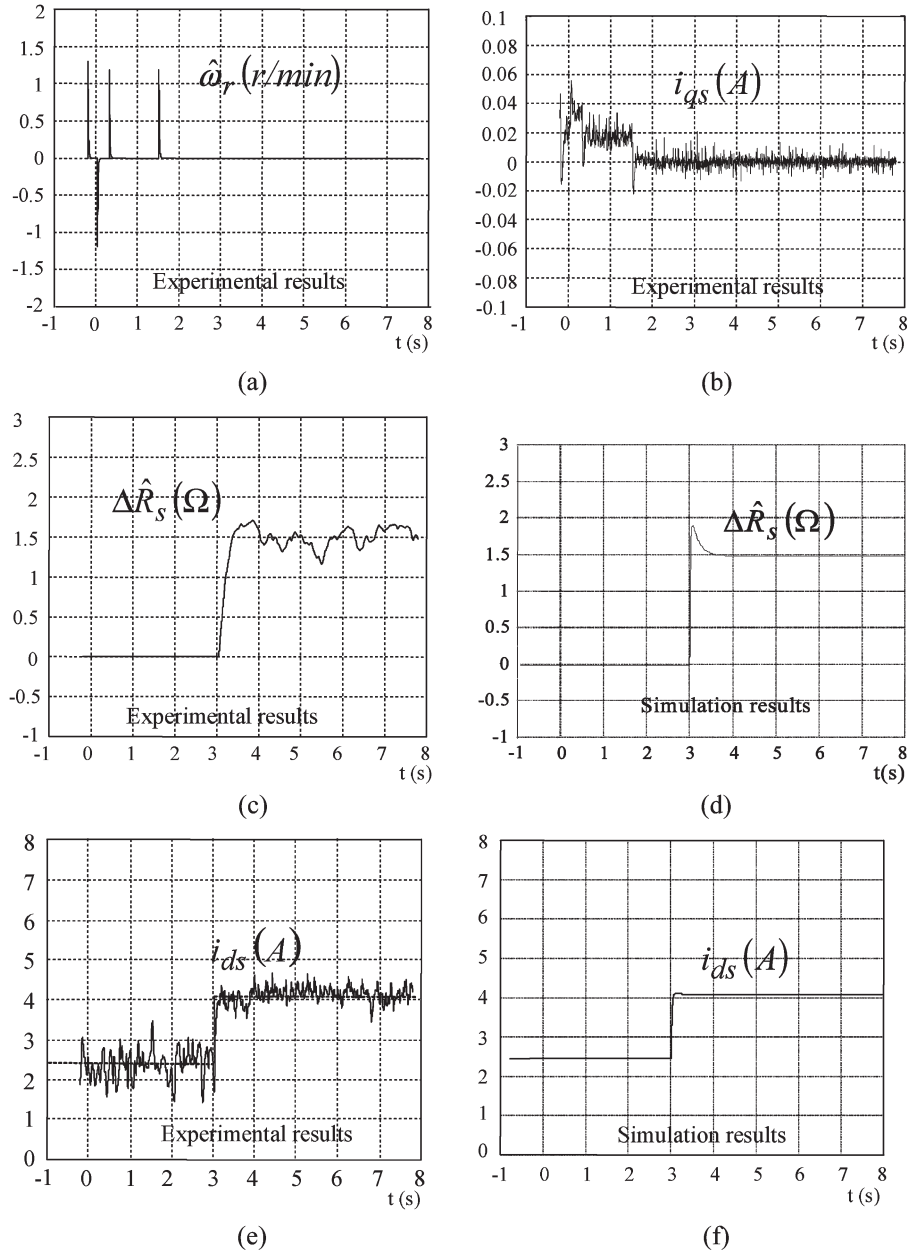 2
1.5
1
0.5
0
-0.5
-1
-1.5
-2
ω̂r (r/min)
Experimental results
-1 0 1 2 3 4 5 6 7 8
t (s)
(a)
0.1
0.08
0.06
0.04
0.02
0
-0.02
-0.04
-0.06
-0.08
-0.1
iqs (A)
Experimental results
-1 0 1 2 3 4 5 6 7 8
t (s)
(b)
3
2.5
2
1.5
1
0.5
0
-0.5
-1
ΔR̂s (Ω)
Experimental results
-1 0 1 2 3 4 5 6 7 8
t (s)
(c)
3
2.5
2
1.5
1
0.5
0
-0.5
-1
ΔR̂s (Ω)
Simulation results
-1 0 1 2 3 4 5 6 7 8
t(s)
(d)
8
7
6
5
4
3
2
1
0
ids (A)
Experimental results
-1 0 1 2 3 4 5 6 7 8
t (s)
(e)
8
7
6
5
4
3
2
1
0
ids (A)
Simulation results
-1 0 1 2 3 4 5 6 7 8
t (s)
(f)